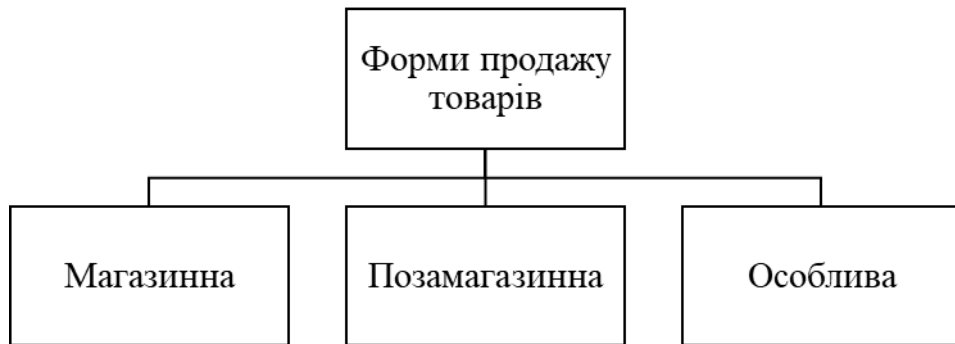 Форми продажу
товарів
Магазинна
Позамагазинна
Особлива